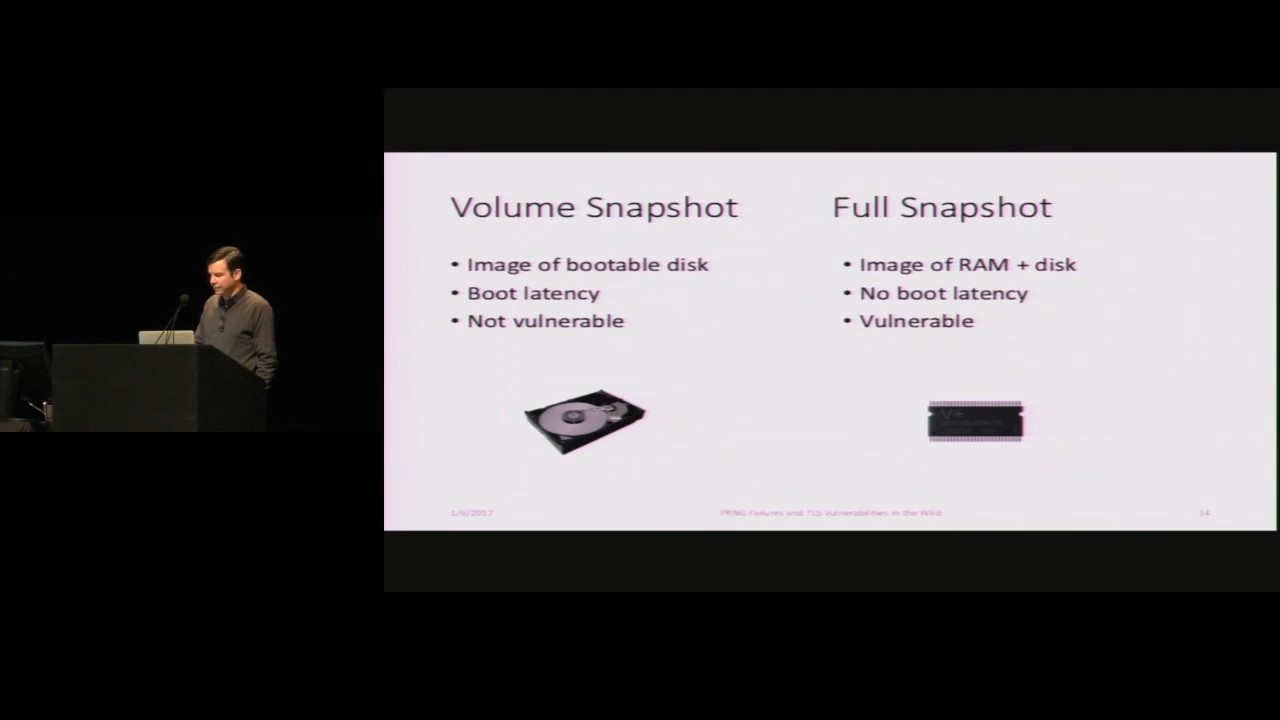 Volume Snapshot
• Image of bootable disk
• Boot latency
• Not vulnerable
Full Snapshot
• Image of RAM + disk
• No boot latency
• Vulnerable
1/6/2017
PRNG Failures and TLS Vulnerabilities in the Wild